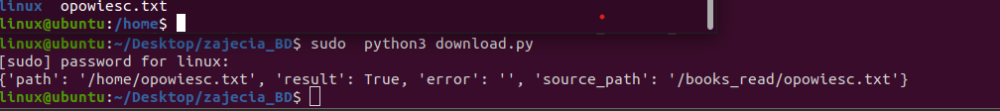 linux  opowiesc.txt
linux@ubuntu:/home$
linux@ubuntu:~/Desktop/zajecia_BD$ sudo  python3 download.py
[sudo] password for linux:
{'path': '/home/opowiesc.txt', 'result': True, 'error': '', 'source_path': '/books_read/opowiesc.txt'}
linux@ubuntu:~/Desktop/zajecia_BD$